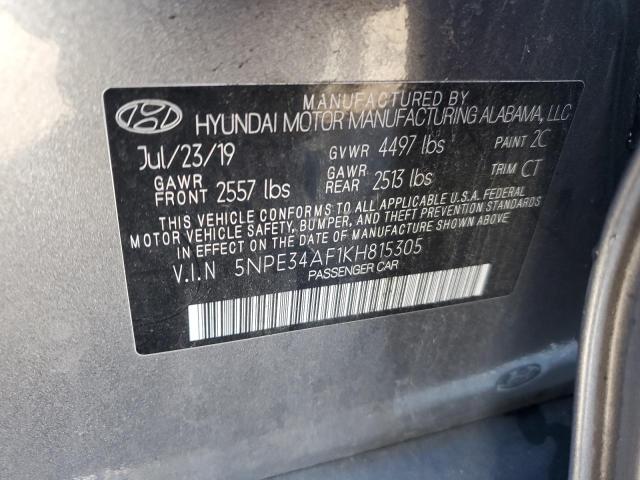 MANUFACTURED BY
HYUNDAI MOTOR MANUFACTURING ALABAMA, LLC
Jul/23/19 GVWR 4497 lbs PAINT 2C
GAWR FRONT 2557 lbs GAWR REAR 2513 lbs TRIM CT
THIS VEHICLE CONFORMS TO ALL APPLICABLE U.S.A. FEDERAL
MOTOR VEHICLE SAFETY, BUMPER, AND THEFT PREVENTION STANDARDS
IN EFFECT ON THE DATE OF MANUFACTURE SHOWN ABOVE.
V.I.N 5NPE34AF1KH815305
PASSENGER CAR